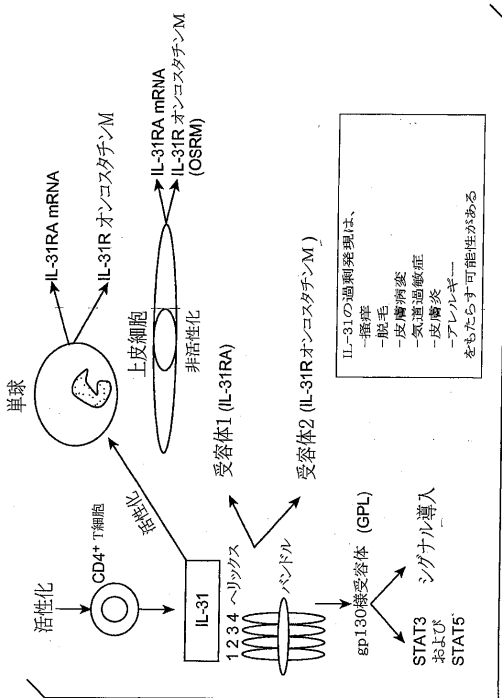 活性化
CD4+ T細胞
IL-31
1 2 3 4 ヘリックス
バンドル
gp130様受容体 (GPL)
STAT3
および
STAT5
シグナル導入
活性化
単球
IL-31RA mRNA
IL-31R オンコスタチンM
上皮細胞
非活性化
IL-31RA mRNA
IL-31R オンコスタチンM
(OSRM)
受容体1 (IL-31RA)
受容体2 (IL-31R オンコスタチンM )
IL-31の過剰発現は、
-掻痒
-脱毛
-皮膚病変
-気道過敏症
-皮膚炎
-アレルギー
をもたらす可能性がある